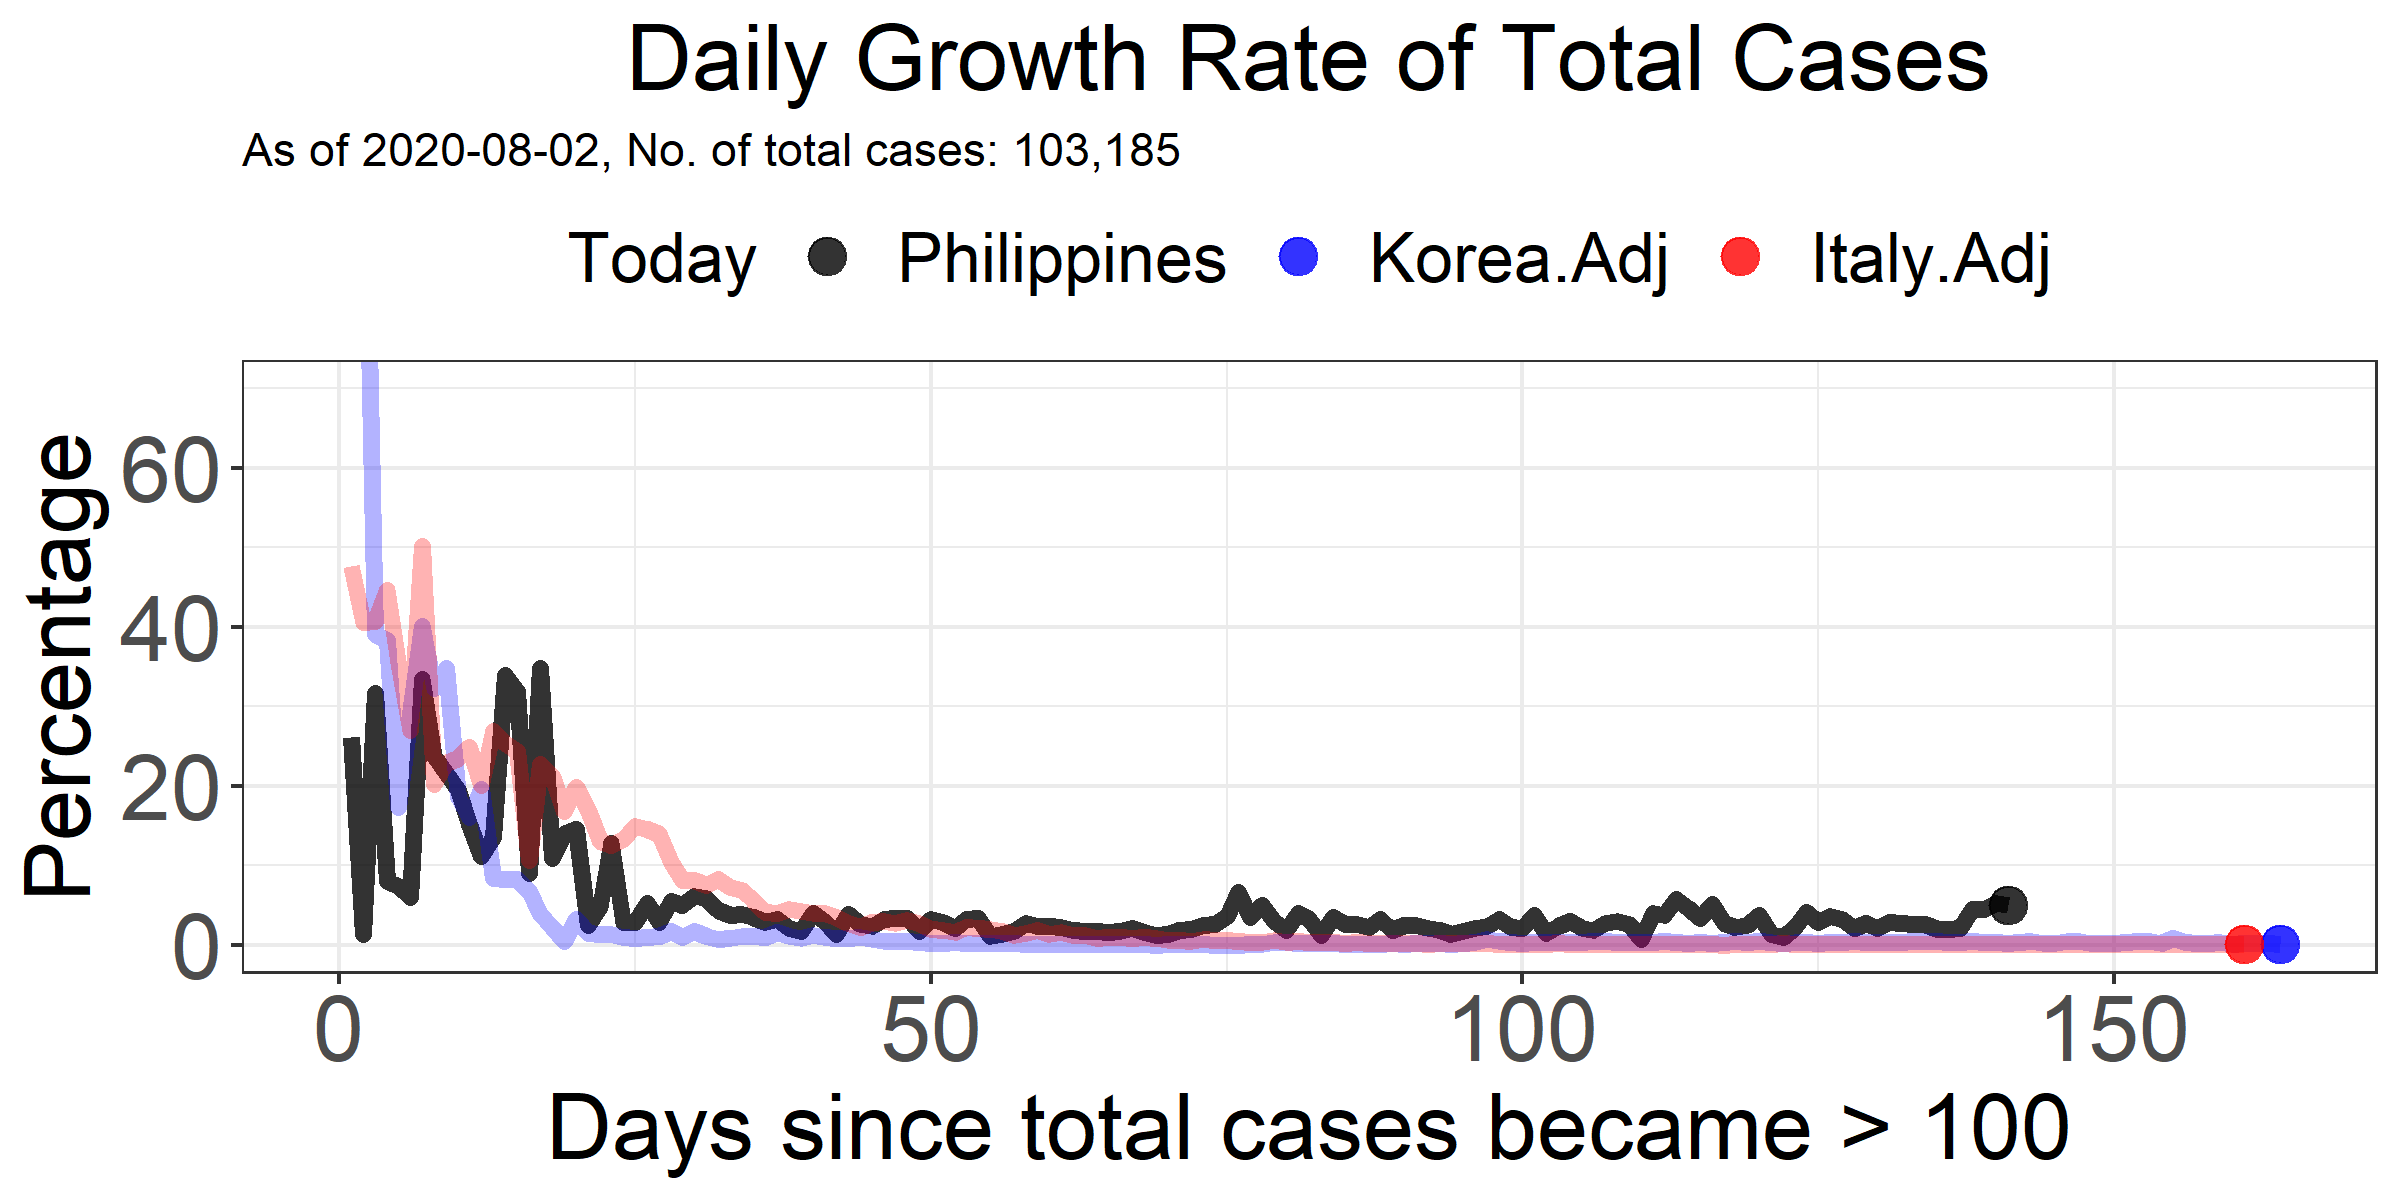 Daily Growth Rate of Total Cases
As of 2020-08-02, No. of total cases: 103,185
Today Philippines Korea.Adj Italy.Adj
Percentage
60
40
20
0
0 50 100 150
Days since total cases became > 100